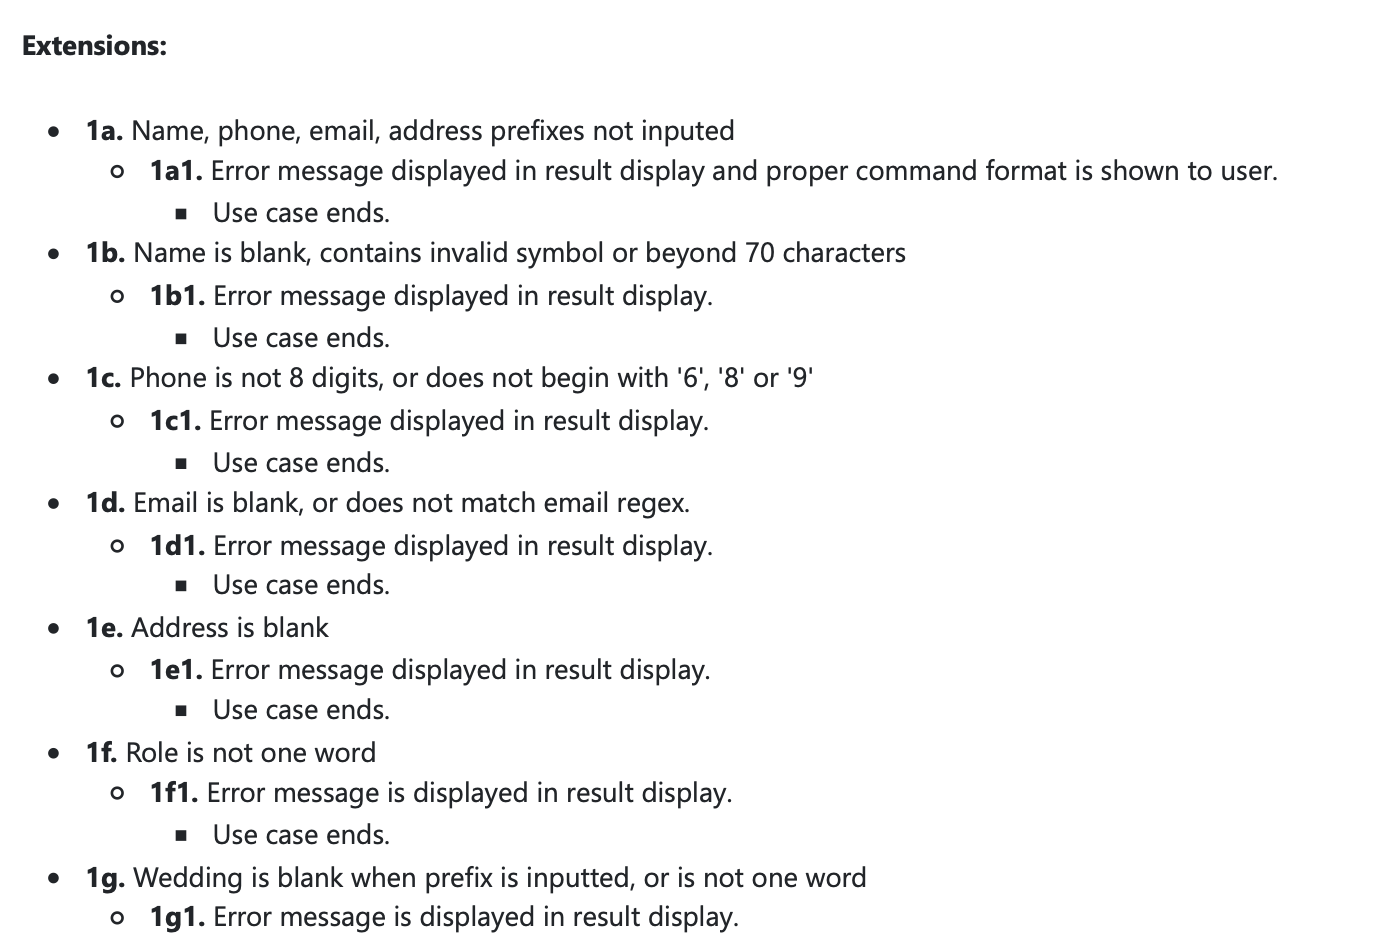 Extensions:
1a. Name, phone, email, address prefixes not inputed
1a1. Error message displayed in result display and proper command format is shown to user.
Use case ends.
1b. Name is blank, contains invalid symbol or beyond 70 characters
1b1. Error message displayed in result display.
Use case ends.
1c. Phone is not 8 digits, or does not begin with '6', '8' or '9'
1c1. Error message displayed in result display.
Use case ends.
1d. Email is blank, or does not match email regex.
1d1. Error message displayed in result display.
Use case ends.
1e. Address is blank
1e1. Error message displayed in result display.
Use case ends.
1f. Role is not one word
1f1. Error message is displayed in result display.
Use case ends.
1g. Wedding is blank when prefix is inputted, or is not one word
1g1. Error message is displayed in result display.